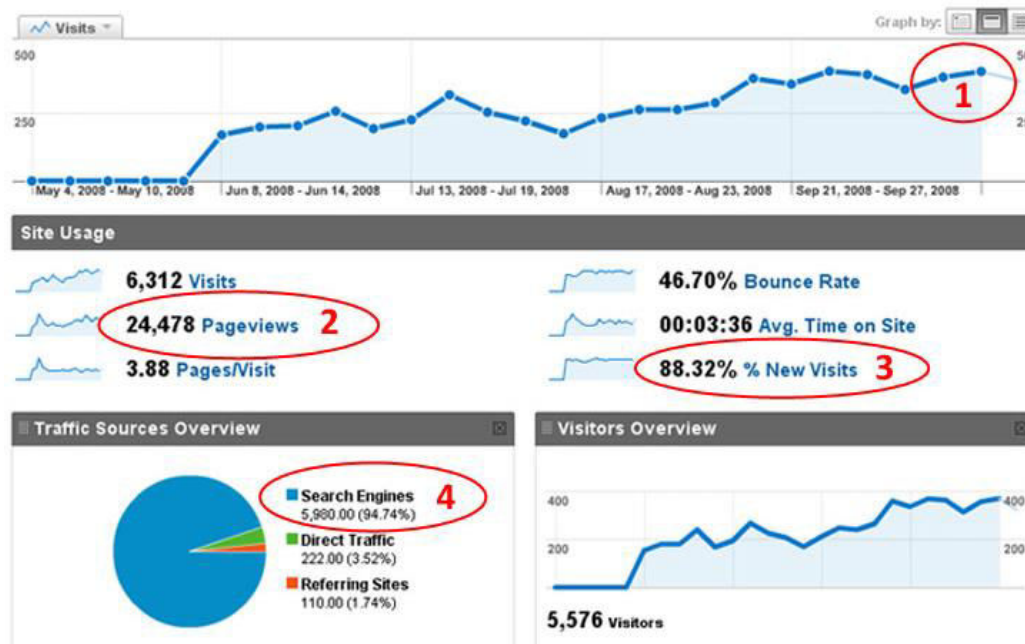 Visits
Graph by:
500
250
1
May 4, 2008 - May 10, 2008
Jun 8, 2008 - Jun 14, 2008
Jul 13, 2008 - Jul 19, 2008
Aug 17, 2008 - Aug 23, 2008
Sep 21, 2008 - Sep 27, 2008
Site Usage
6,312 Visits
46.70% Bounce Rate
24,478 Pageviews 2
00:03:36 Avg. Time on Site
3.88 Pages/Visit
88.32% % New Visits 3
Traffic Sources Overview
Search Engines 4
5,980.00 (94.74%)
Direct Traffic
222.00 (3.52%)
Referring Sites
110.00 (1.74%)
Visitors Overview
400 400
200 200
5,576 Visitors